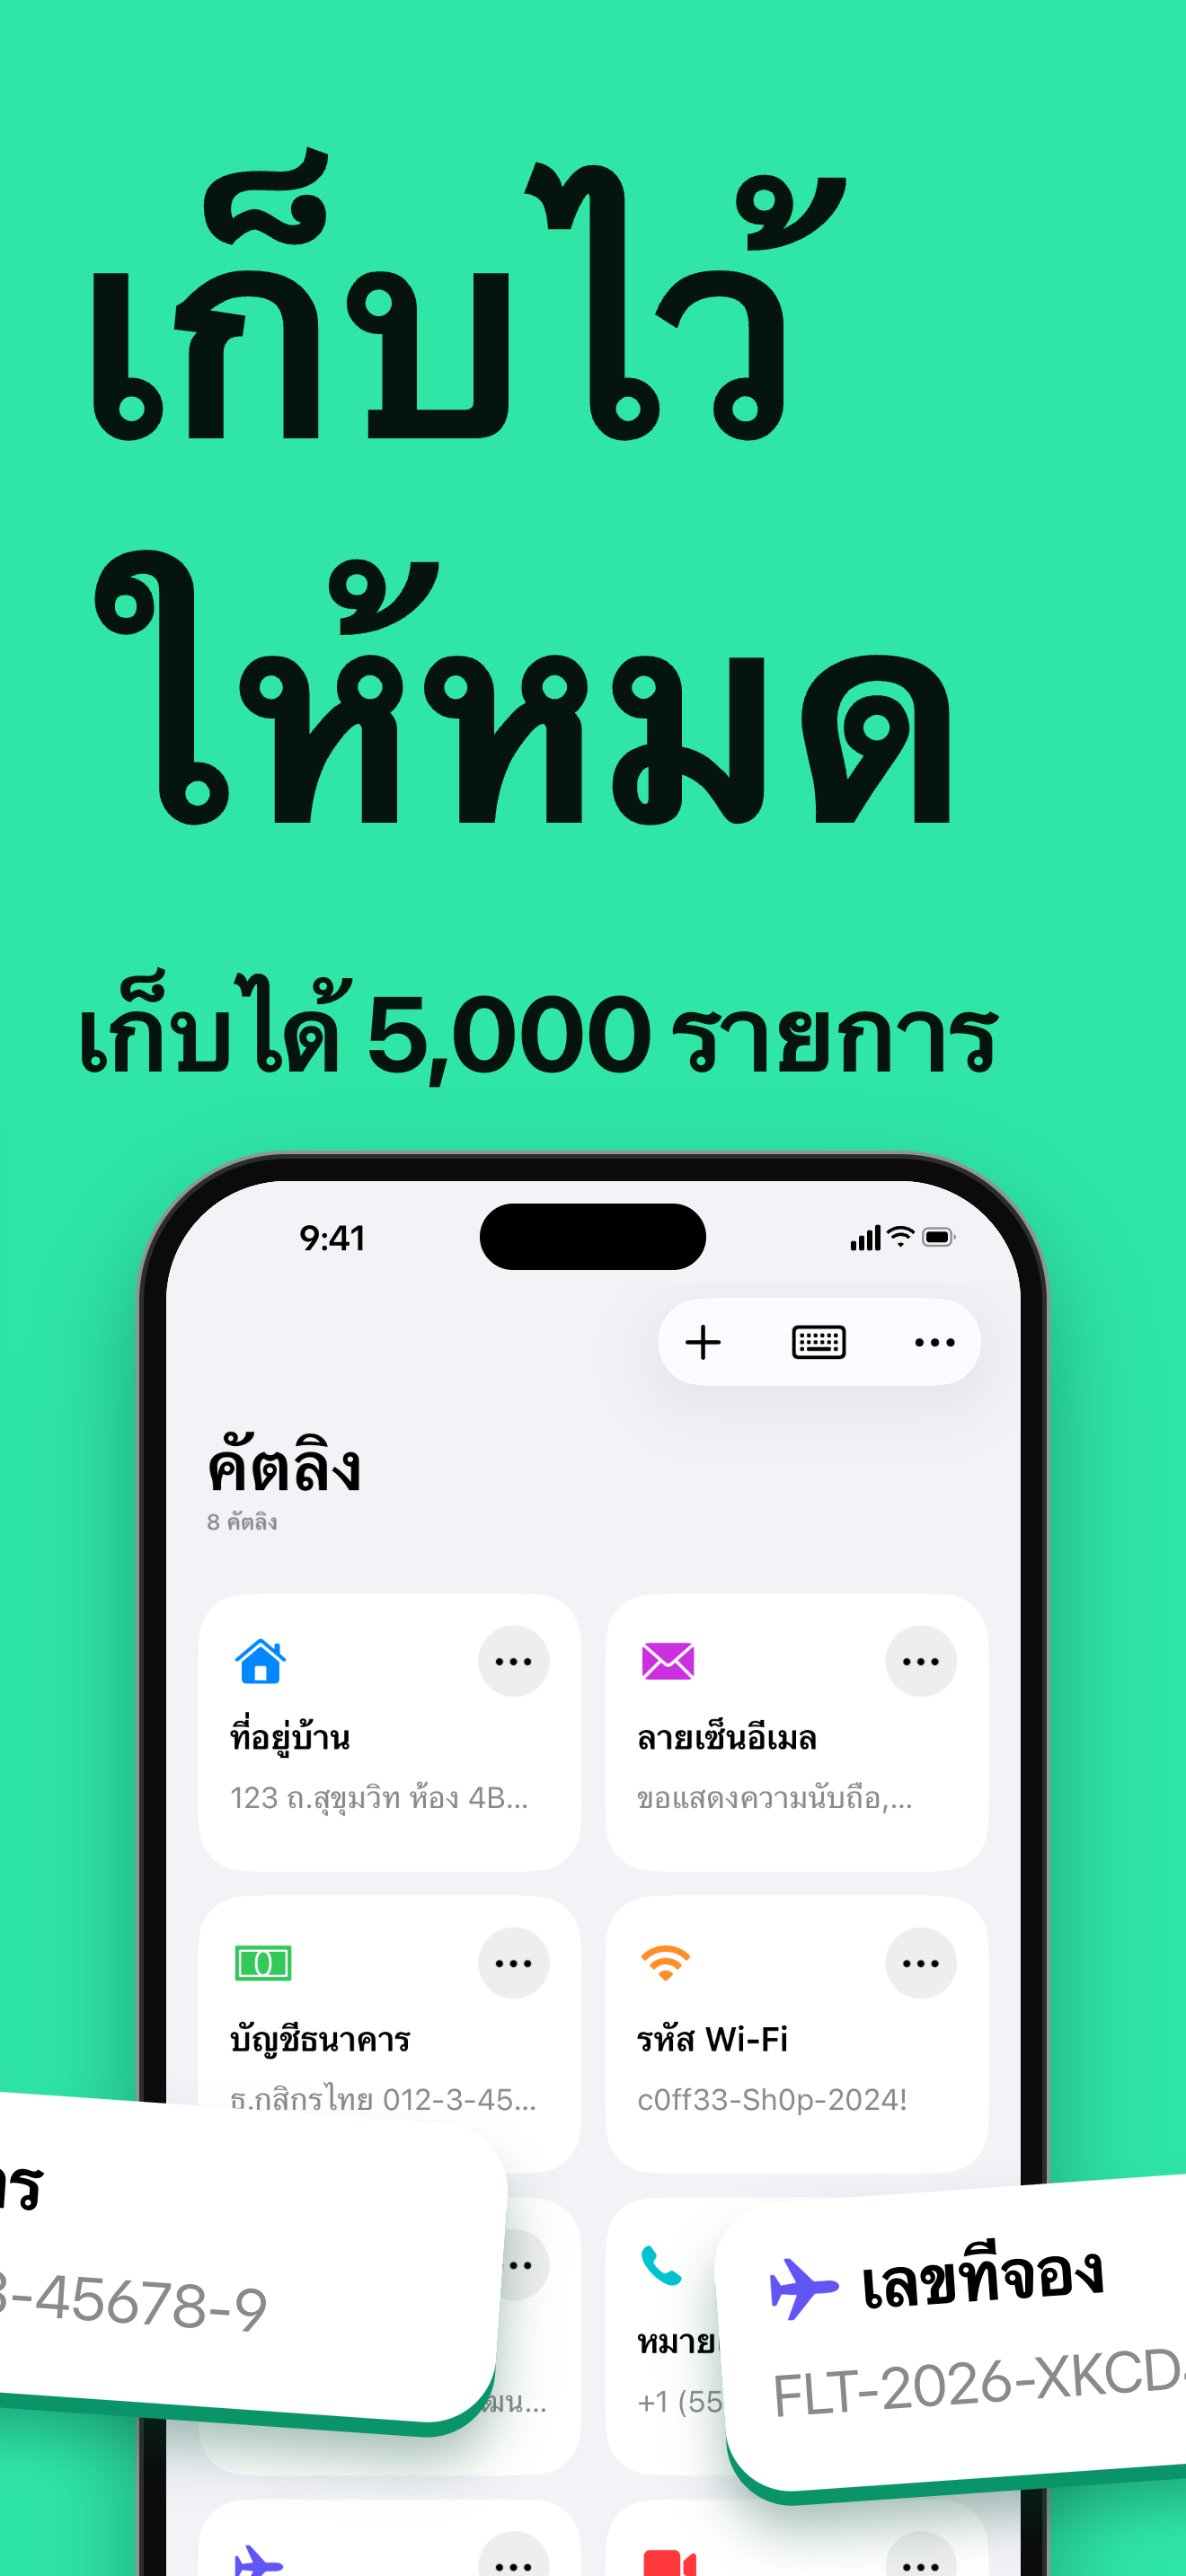 เก็บไว้
ให้หมด
เก็บได้ 5,000 รายการ
9:41
คัตลิง
8 คัตลิง
ที่อยู่บ้าน
123 ถ.สุขุมวิท ห้อง 4B...
ลายเซ็นอีเมล
ขอแสดงความนับถือ,...
บัญชีธนาคาร
ธ.กสิกรไทย 012-3-45...
รหัส Wi-Fi
c0ff33-Sh0p-2024!
-45678-9
+1 (55
เลขที่จอง
FLT-2026-XKCD